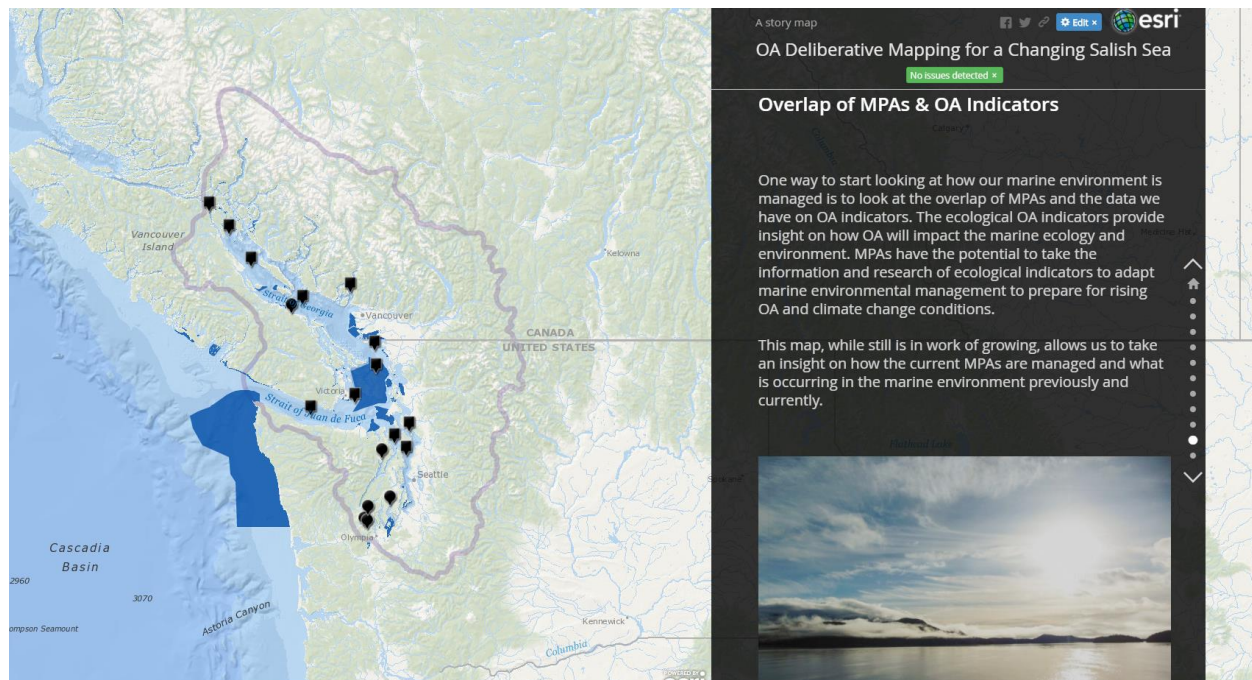 A story map
Edit ×
esri
OA Deliberative Mapping for a Changing Salish Sea
No issues detected ×
Overlap of MPAs & OA Indicators
One way to start looking at how our marine environment is
managed is to look at the overlap of MPAs and the data we
have on OA indicators. The ecological OA indicators provide
insight on how OA will impact the marine ecology and
environment. MPAs have the potential to take the
information and research of ecological indicators to adapt
marine environmental management to prepare for rising
OA and climate change conditions.
This map, while still is in work of growing, allows us to take
an insight on how the current MPAs are managed and what
is occurring in the marine environment previously and
currently.
Vancouver
Island
Kelowna
Vancouver
CANADA
UNITED STATES
Victoria
Strait of Juan de Fuca
Seattle
Olympia
Cascadia
Basin
2960
3070
Astoria Canyon
ompson Seamount
Kennewick
Columbia
POWERED BY